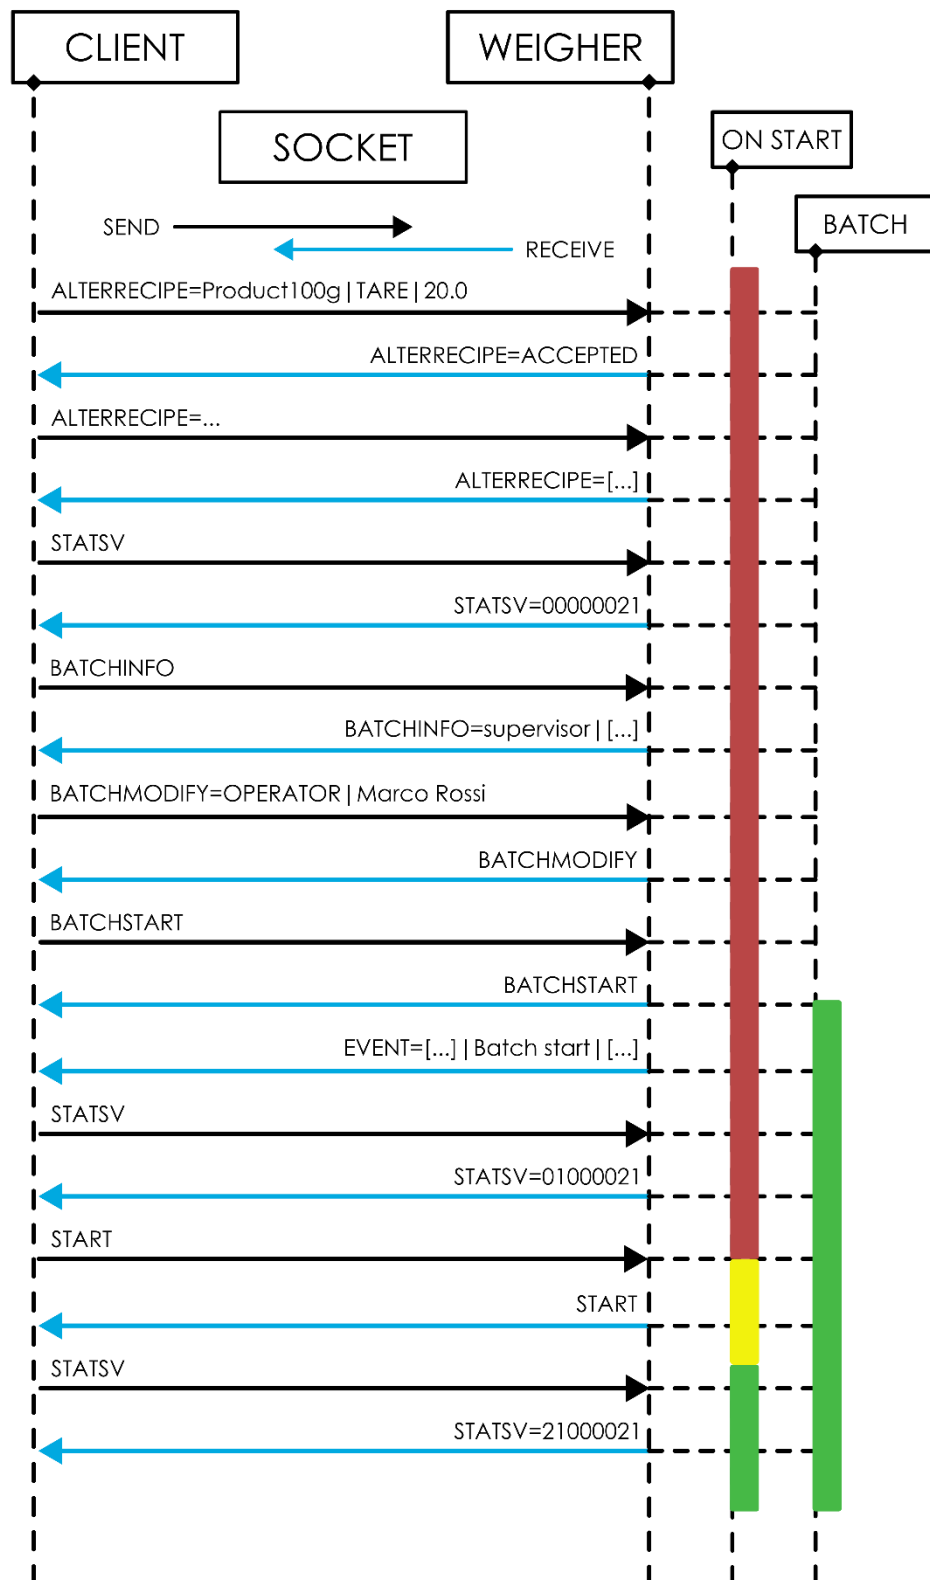 CLIENT
WEIGHER
SOCKET
ON START
BATCH
SEND
RECEIVE
ALTERRECIPE=Product100g|TARE|20.0
ALTERRECIPE=ACCEPTED
ALTERRECIPE=...
ALTERRECIPE=[...]
STATSV
STATSV=00000021
BATCHINFO
BATCHINFO=supervisor|[...]
BATCHMODIFY=OPERATOR|Marco Rossi
BATCHMODIFY
BATCHSTART
BATCHSTART
EVENT=[...]|Batch start|[...]
STATSV
STATSV=01000021
START
START
STATSV
STATSV=21000021